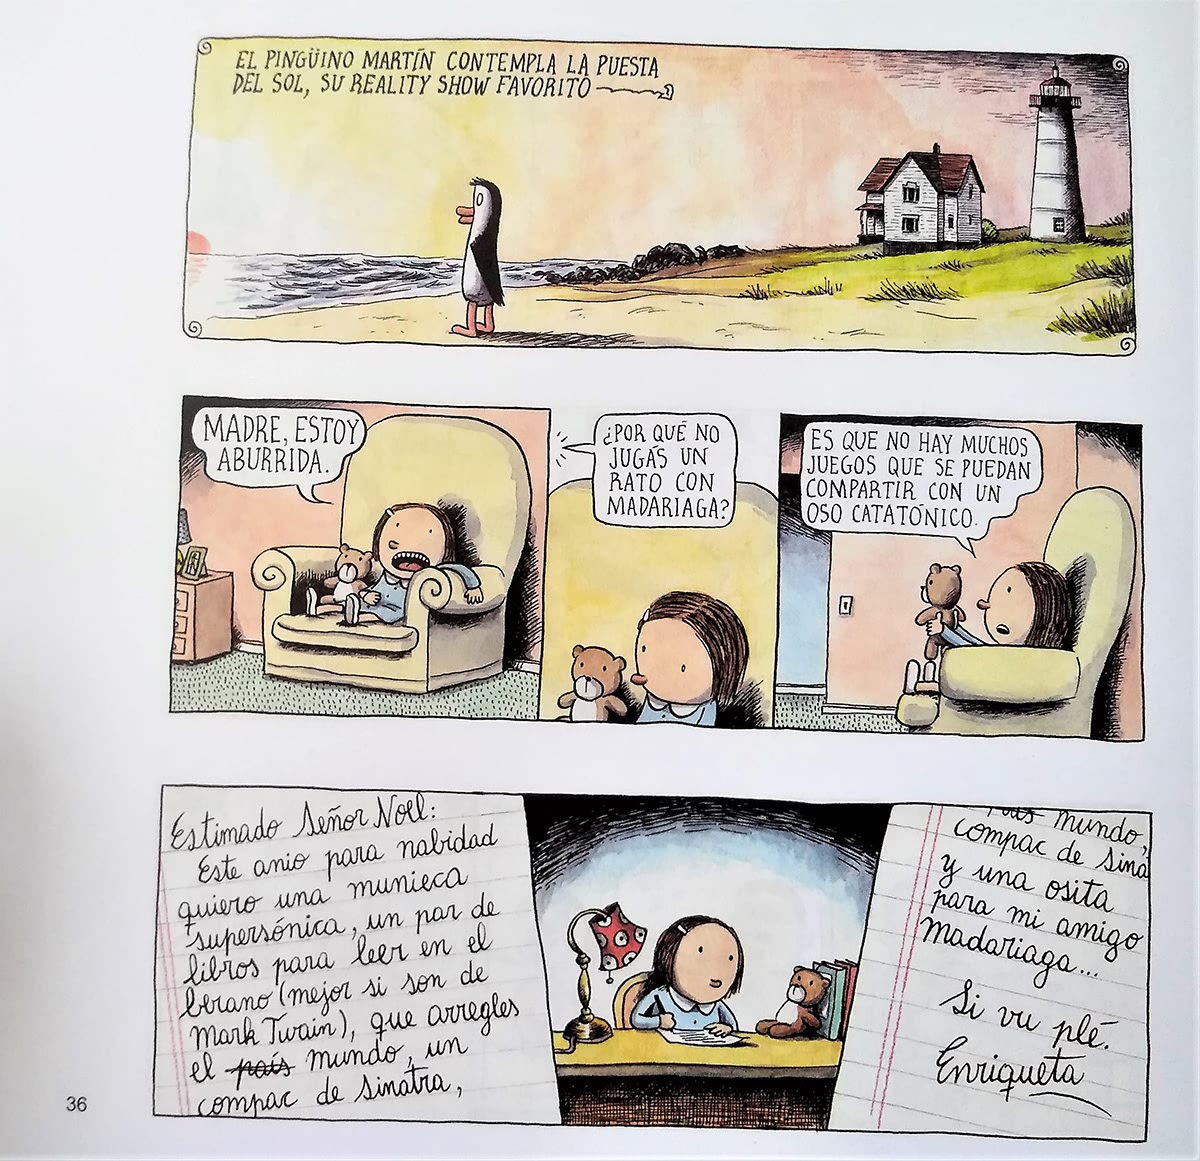 EL PINGÜINO MARTÍN CONTEMPLA LA PUESTA
DEL SOL, SU REALITY SHOW FAVORITO
MADRE, ESTOY
ABURRIDA.
¿POR QUÉ NO
JUGÁS UN
RATO CON
MADARIAGA?
ES QUE NO HAY MUCHOS
JUEGOS QUE SE PUEDAN
COMPARTIR CON UN
OSO CATATÓNICO.
Estimado Señor Noel:
Este anio para nabidad
quiero una munieca
supersónica, un par de
libros para leer en el
berano (mejor si son de
Mark Twain), que arregles
el país mundo, un
compac de Sinatra,
país mundo,
compac de Sina
y una osita
para mi amigo
Madariaga...
Si vu plé.
Enriqueta
36